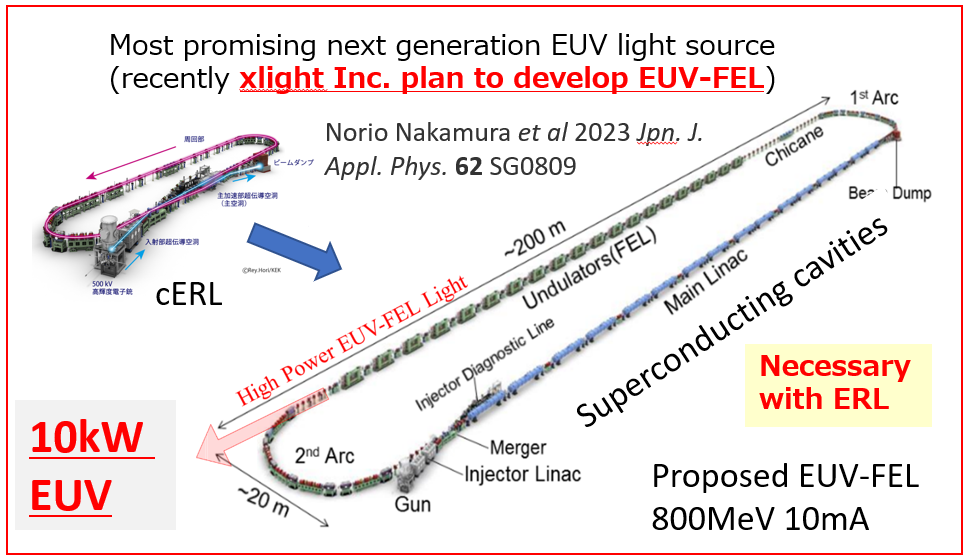 Most promising next generation EUV light source
(recently xlight Inc. plan to develop EUV-FEL)
Norio Nakamura et al 2023 Jpn. J.
Appl. Phys. 62 SG0809
周回部
ビームダンプ
主加速部超伝導空洞
(主空洞)
入射部超伝導空洞
500 kV
高輝度電子銃
©Rey.Hori/KEK
cERL
1st Arc
Chicane
Beam Dump
~200 m
Undulators(FEL)
Main Linac
Superconducting cavities
High Power EUV-FEL Light
Injector Diagnostic Line
Necessary
with ERL
10kW
EUV
2nd Arc
Merger
Injector Linac
Gun
~20 m
Proposed EUV-FEL
800MeV 10mA